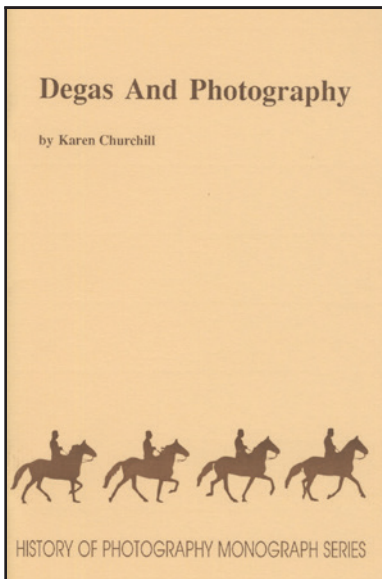 Degas And Photography
by Karen Churchill
HISTORY OF PHOTOGRAPHY MONOGRAPH SERIES